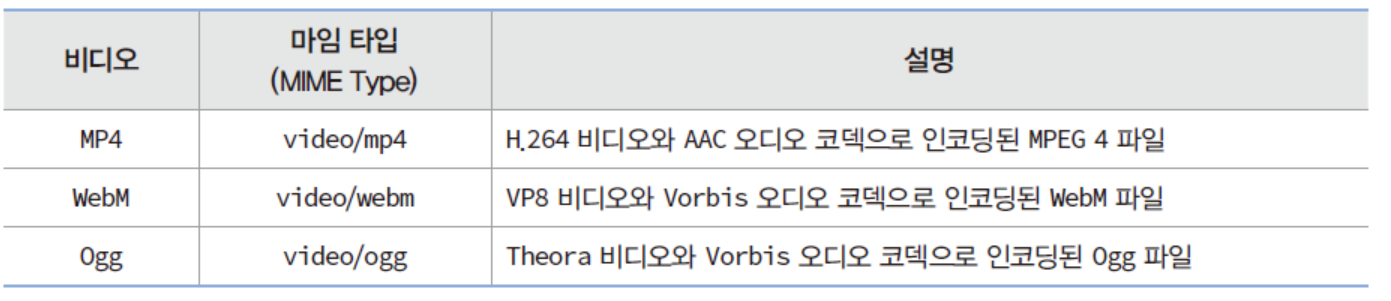 비디오 마임 타입 설명
(MIME Type)
MP4 video/mp4 H.264 비디오와 AAC 오디오 코덱으로 인코딩된 MPEG 4 파일
WebM video/webm VP8 비디오와 Vorbis 오디오 코덱으로 인코딩된 WebM 파일
Ogg video/ogg Theora 비디오와 Vorbis 오디오 코덱으로 인코딩된 Ogg 파일